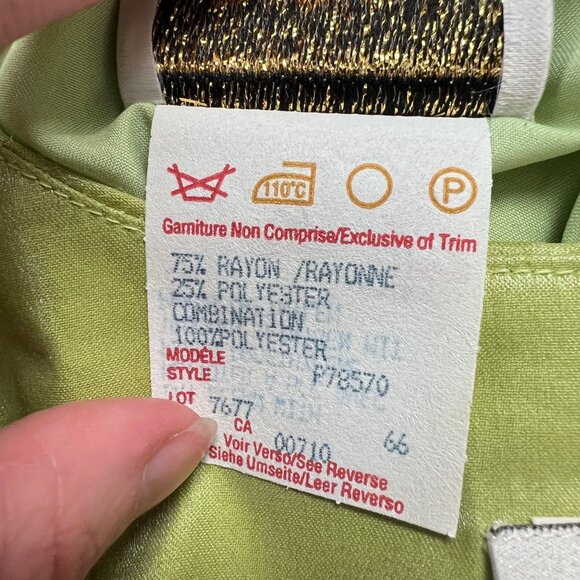 110°C P
Garniture Non Comprise/Exclusive of Trim
75% RAYON /RAYONNE
25% POLYESTER
COMBINATION
100%POLYESTER
MODÈLE
STYLE P78570
LOT 7677 66
CA 00710
Voir Verso/See Reverse
Siehe Umseite/Leer Reverso